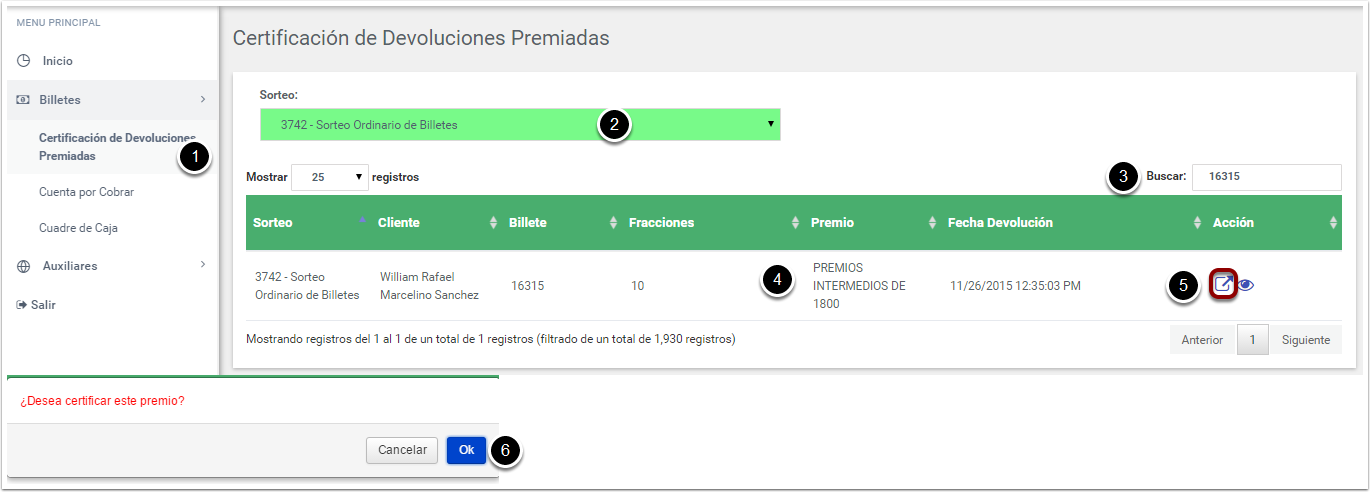 MENU PRINCIPAL
Inicio
Billetes
Certificación de Devoluciones
Premiadas
1
Cuenta por Cobrar
Cuadre de Caja
Auxiliares
Salir
Certificación de Devoluciones Premiadas
Sorteo:
3742 - Sorteo Ordinario de Billetes
2
Mostrar 25 registros
3 Buscar: 16315
Sorteo Cliente Billete Fracciones Premio Fecha Devolución Acción
3742 - Sorteo
Ordinario de Billetes
William Rafael
Marcelino Sanchez
16315
10
4
PREMIOS
INTERMEDIOS DE
1800
11/26/2015 12:35:03 PM
5
Mostrando registros del 1 al 1 de un total de 1 registros (filtrado de un total de 1,930 registros)
Anterior 1 Siguiente
¿Desea certificar este premio?
Cancelar Ok 6